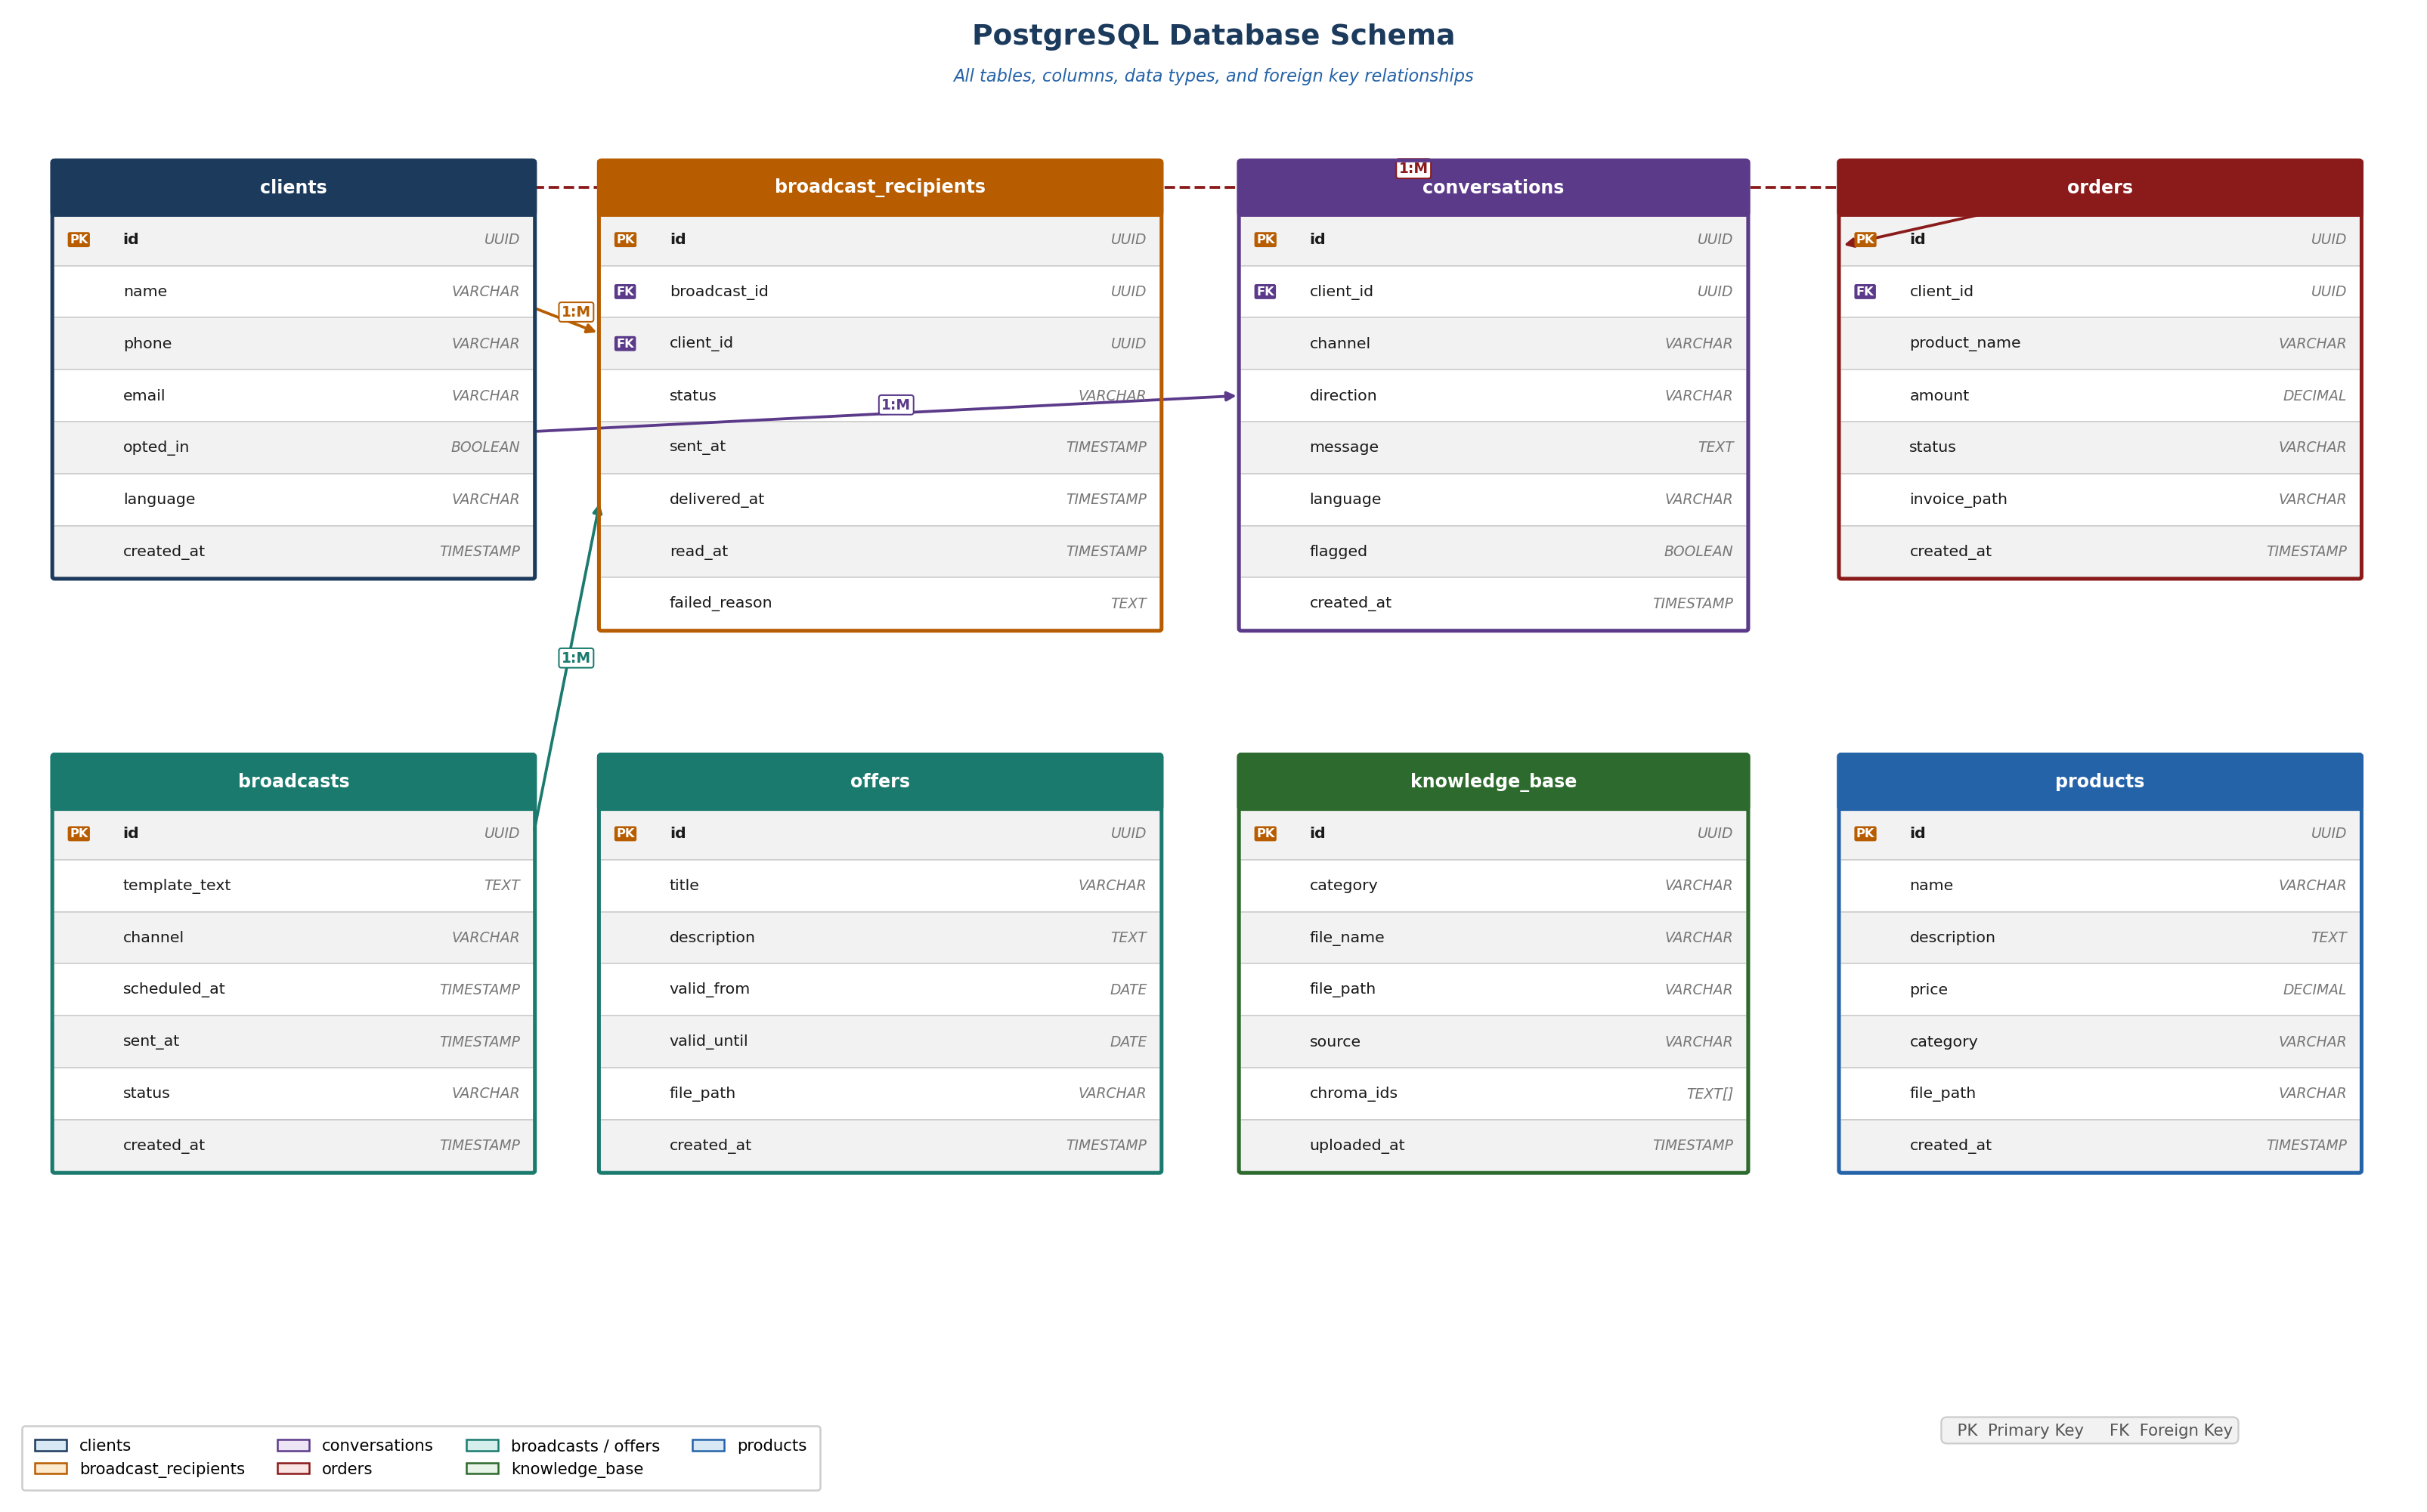 PostgreSQL Database Schema
All tables, columns, data types, and foreign key relationships
clients
PK id UUID
name VARCHAR
phone VARCHAR
email VARCHAR
opted_in BOOLEAN
language VARCHAR
created_at TIMESTAMP
1:M
broadcast_recipients
PK id UUID
FK broadcast_id UUID
FK client_id UUID
status VARCHAR
1:M
sent_at TIMESTAMP
delivered_at TIMESTAMP
read_at TIMESTAMP
failed_reason TEXT
1:M
conversations
PK id UUID
FK client_id UUID
channel VARCHAR
direction VARCHAR
message TEXT
language VARCHAR
flagged BOOLEAN
created_at TIMESTAMP
orders
PK id UUID
FK client_id UUID
product_name VARCHAR
amount DECIMAL
status VARCHAR
invoice_path VARCHAR
created_at TIMESTAMP
1:M
broadcasts
PK id UUID
template_text TEXT
channel VARCHAR
scheduled_at TIMESTAMP
sent_at TIMESTAMP
status VARCHAR
created_at TIMESTAMP
offers
PK id UUID
title VARCHAR
description TEXT
valid_from DATE
valid_until DATE
file_path VARCHAR
created_at TIMESTAMP
knowledge_base
PK id UUID
category VARCHAR
file_name VARCHAR
file_path VARCHAR
source VARCHAR
chroma_ids TEXT[]
uploaded_at TIMESTAMP
products
PK id UUID
name VARCHAR
description TEXT
price DECIMAL
category VARCHAR
file_path VARCHAR
created_at TIMESTAMP
clients conversations broadcasts / offers products
broadcast_recipients orders knowledge_base
PK Primary Key FK Foreign Key